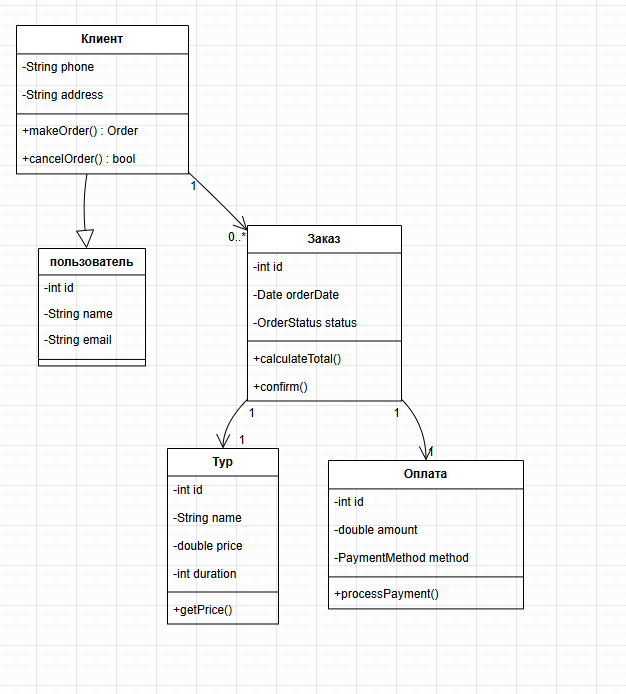 Клиент
-String phone
-String address
+makeOrder() : Order
+cancelOrder() : bool
1
0..*
пользователь
-int id
-String name
-String email
Заказ
-int id
-Date orderDate
-OrderStatus status
+calculateTotal()
+confirm()
1
1
1
1
Тур
-int id
-String name
-double price
-int duration
+getPrice()
Оплата
-int id
-double amount
-PaymentMethod method
+processPayment()